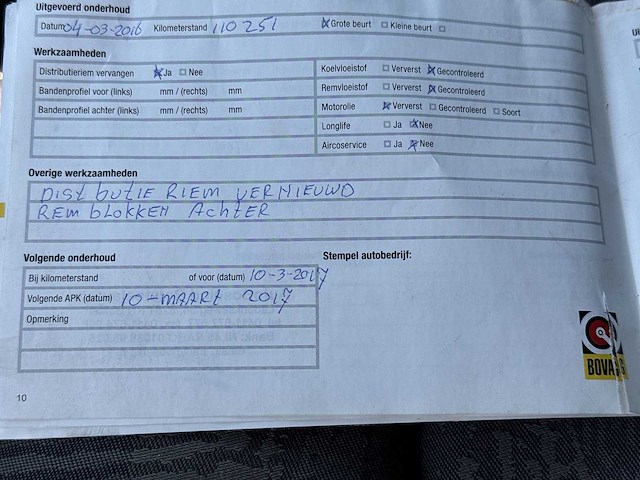 Uitgevoerd onderhoud
Datum 04-03-2016 Kilometerstand 110251 Grote beurt Kleine beurt
Werkzaamheden
Distributieriem vervangen Ja Nee
Koelvloeistof Ververst Gecontroleerd
Bandenprofiel voor (links) mm / (rechts) mm
Remvloeistof Ververst Gecontroleerd
Bandenprofiel achter (links) mm / (rechts) mm
Motorolie Ververst Gecontroleerd Soort
Longlife Ja Nee
Aircoservice Ja Nee
Overige werkzaamheden
DIStbutIE RIEM VERNIEUWD
REM blOKKEN AchtER
Volgende onderhoud
Stempel autobedrijf:
Bij kilometerstand of voor (datum) 10-3-2017
Volgende APK (datum) 10-MAARt 2017
Opmerking
BOVAG
10